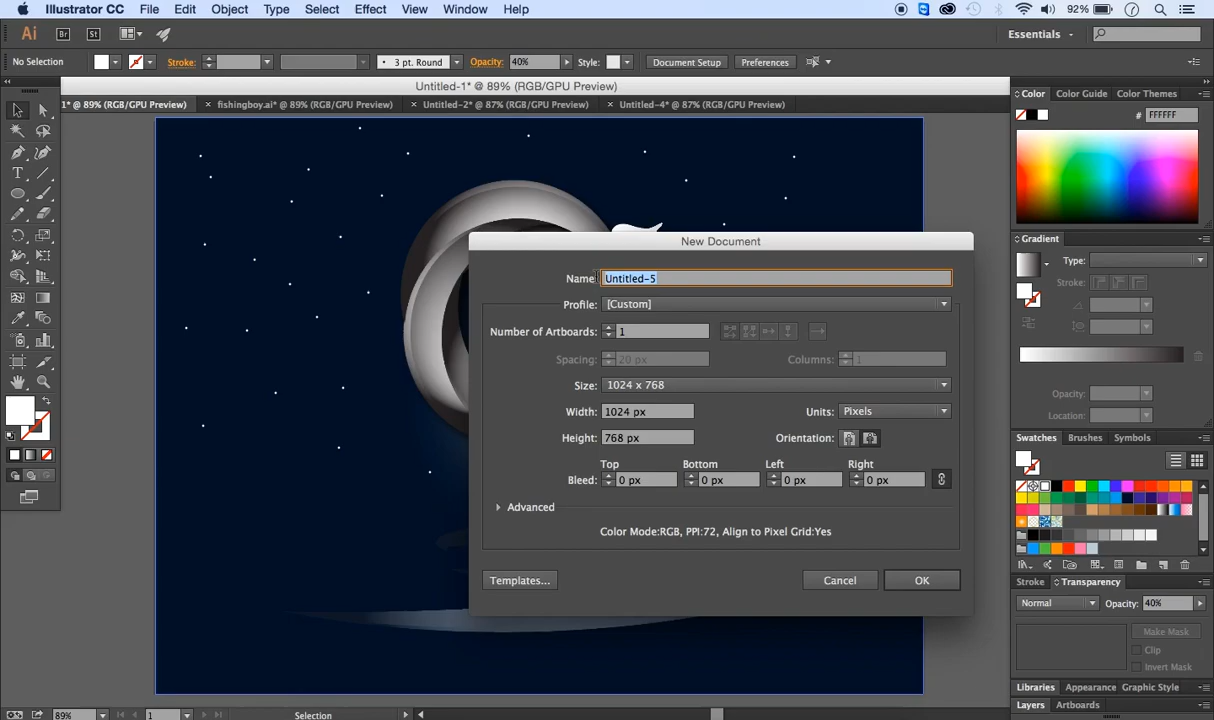 Illustrator CC File Edit Object Type Select Effect View Window Help 92%
Ai Br St Essentials
No Selection Stroke: 3 pt. Round Opacity: 40% Style: Document Setup Preferences
Untitled-1* @ 89% (RGB/GPU Preview)
1* @ 89% (RGB/GPU Preview) × fishingboy.ai* @ 89% (RGB/GPU Preview) × Untitled-2* @ 87% (RGB/GPU Preview) × Untitled-4* @ 87% (RGB/GPU Preview)
Color Color Guide Color Themes
# FFFFFF
New Document
Name: Untitled-5
Profile: [Custom]
Number of Artboards: 1
Spacing: 20 px Columns: 1
Size: 1024 x 768
Width: 1024 px Units: Pixels
Height: 768 px Orientation:
Top Bottom Left Right
Bleed: 0 px 0 px 0 px 0 px
Advanced
Color Mode:RGB, PPI:72, Align to Pixel Grid:Yes
Templates... Cancel OK
Gradient
Type:
Stroke:
Opacity:
Location:
Swatches Brushes Symbols
Stroke Transparency
Normal Opacity: 40%
Make Mask
Clip
Invert Mask
Libraries Appearance Graphic Style
Layers Artboards
89% 1 Selection